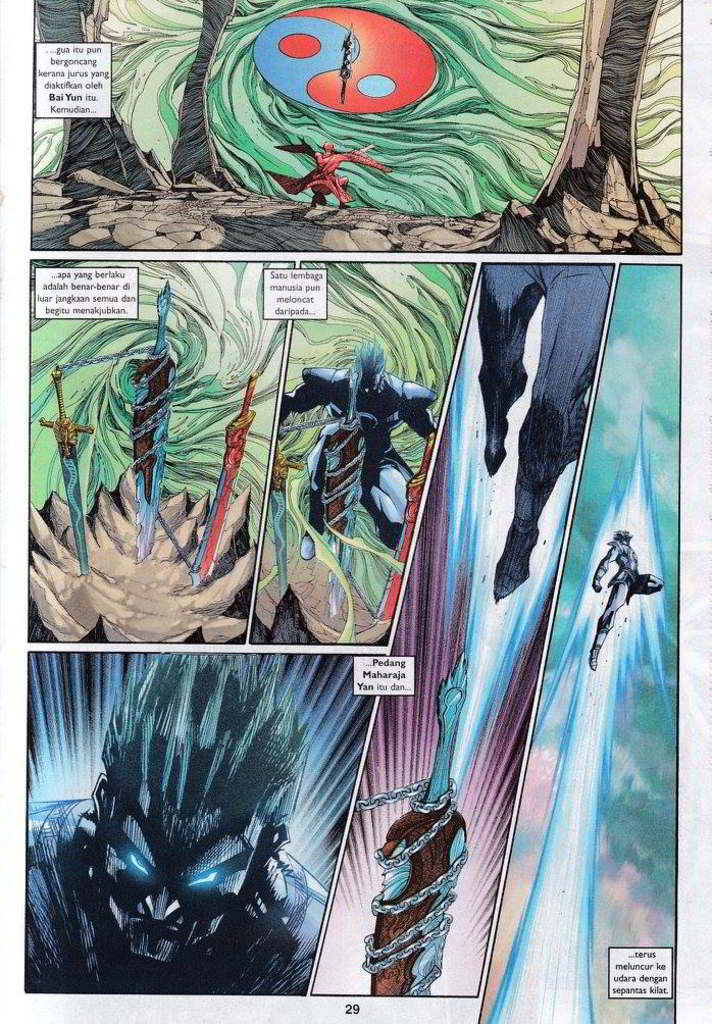 . ...gua itu pun
bergoncang
kerana jurus yang
diaktifkan oleh
Bai Yun itu.
Kemudian...
...apa yang berlaku
adalah benar-benar di
luar jangkaan semua dan
begitu menakjubkan.
Satu lembaga
manusia pun
meloncat
daripada...
...Pedang
Maharaja
Yan itu dan...
...terus
meluncur ke
udara dengan
sepantas kilat.
29